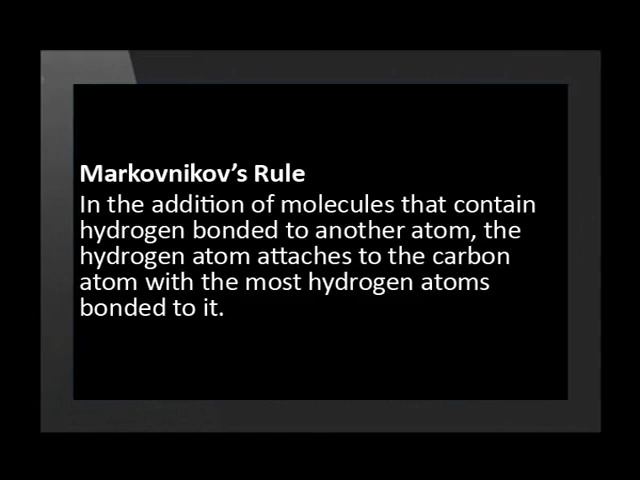 Markovnikov’s Rule
In the addition of molecules that contain
hydrogen bonded to another atom, the
hydrogen atom attaches to the carbon
atom with the most hydrogen atoms
bonded to it.